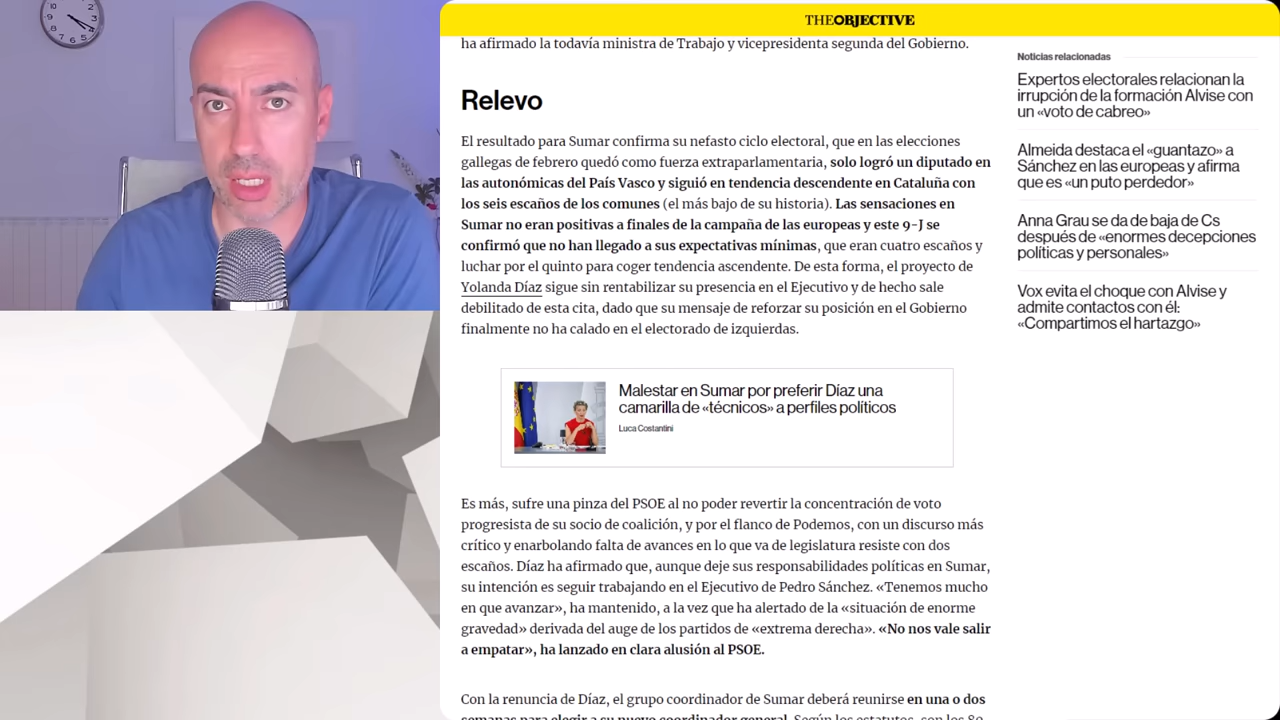 THEOBJECTIVE
ha afirmado la todavía ministra de Trabajo y vicepresidenta segunda del Gobierno.
Relevo
El resultado para Sumar confirma su nefasto ciclo electoral, que en las elecciones
gallegas de febrero quedó como fuerza extraparlamentaria, solo logró un diputado en
las autonómicas del País Vasco y siguió en tendencia descendente en Cataluña con
los seis escaños de los comunes (el más bajo de su historia). Las sensaciones en
Sumar no eran positivas a finales de la campaña de las europeas y este 9-J se
confirmó que no han llegado a sus expectativas mínimas, que eran cuatro escaños y
luchar por el quinto para coger tendencia ascendente. De esta forma, el proyecto de
Yolanda Díaz sigue sin rentabilizar su presencia en el Ejecutivo y de hecho sale
debilitado de esta cita, dado que su mensaje de reforzar su posición en el Gobierno
finalmente no ha calado en el electorado de izquierdas.
Malestar en Sumar por preferir Díaz una
camarilla de «técnicos» a perfiles políticos
Luca Costantini
Es más, sufre una pinza del PSOE al no poder revertir la concentración de voto
progresista de su socio de coalición, y por el flanco de Podemos, con un discurso más
crítico y enarbolando falta de avances en lo que va de legislatura resiste con dos
escaños. Díaz ha afirmado que, aunque deje sus responsabilidades políticas en Sumar,
su intención es seguir trabajando en el Ejecutivo de Pedro Sánchez. «Tenemos mucho
en que avanzar», ha mantenido, a la vez que ha alertado de la «situación de enorme
gravedad» derivada del auge de los partidos de «extrema derecha». «No nos vale salir
a empatar», ha lanzado en clara alusión al PSOE.
Con la renuncia de Díaz, el grupo coordinador de Sumar deberá reunirse en una o dos
semanas para elegir a su nuevo coordinador general. Según los estatutos, son los 80
Noticias relacionadas
Expertos electorales relacionan la
irrupción de la formación Alvise con
un «voto de cabreo»
Almeida destaca el «guantazo» a
Sánchez en las europeas y afirma
que es «un puto perdedor»
Anna Grau se da de baja de Cs
después de «enormes decepciones
políticas y personales»
Vox evita el choque con Alvise y
admite contactos con él:
«Compartimos el hartazgo»